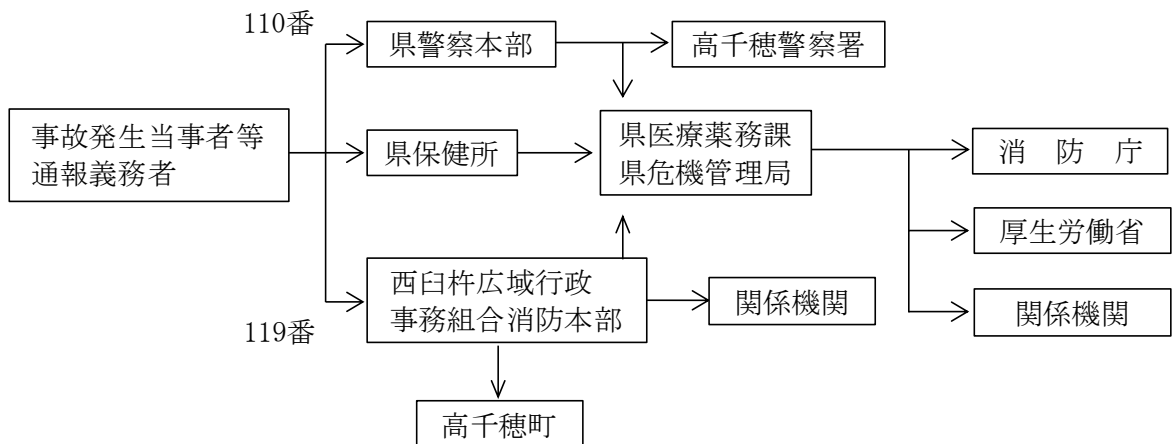 110番
県警察本部
高千穂警察署
事故発生当事者等
通報義務者
県保健所
県医療薬務課
県危機管理局
消　防　庁
厚生労働省
西臼杵広域行政
事務組合消防本部
関係機関
関係機関
119番
高千穂町